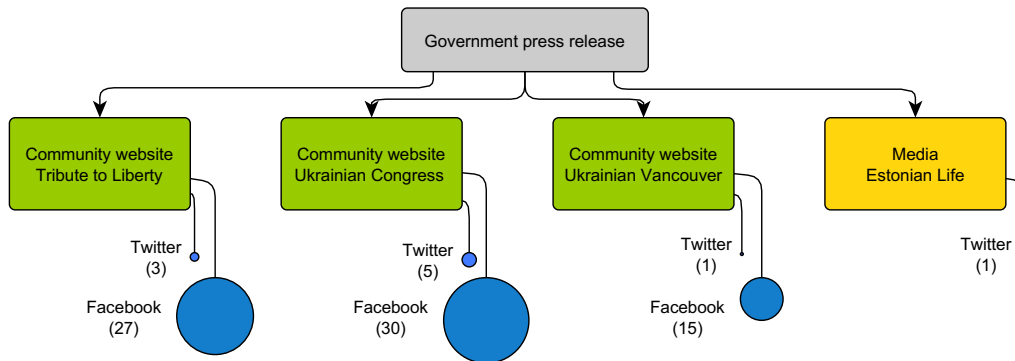 Government press release
Community website
Tribute to Liberty
Community website
Ukrainian Congress
Community website
Ukrainian Vancouver
Media
Estonian Life
Twitter
(3)
Twitter
(5)
Twitter
(1)
Twitter
(1)
Facebook
(27)
Facebook
(30)
Facebook
(15)